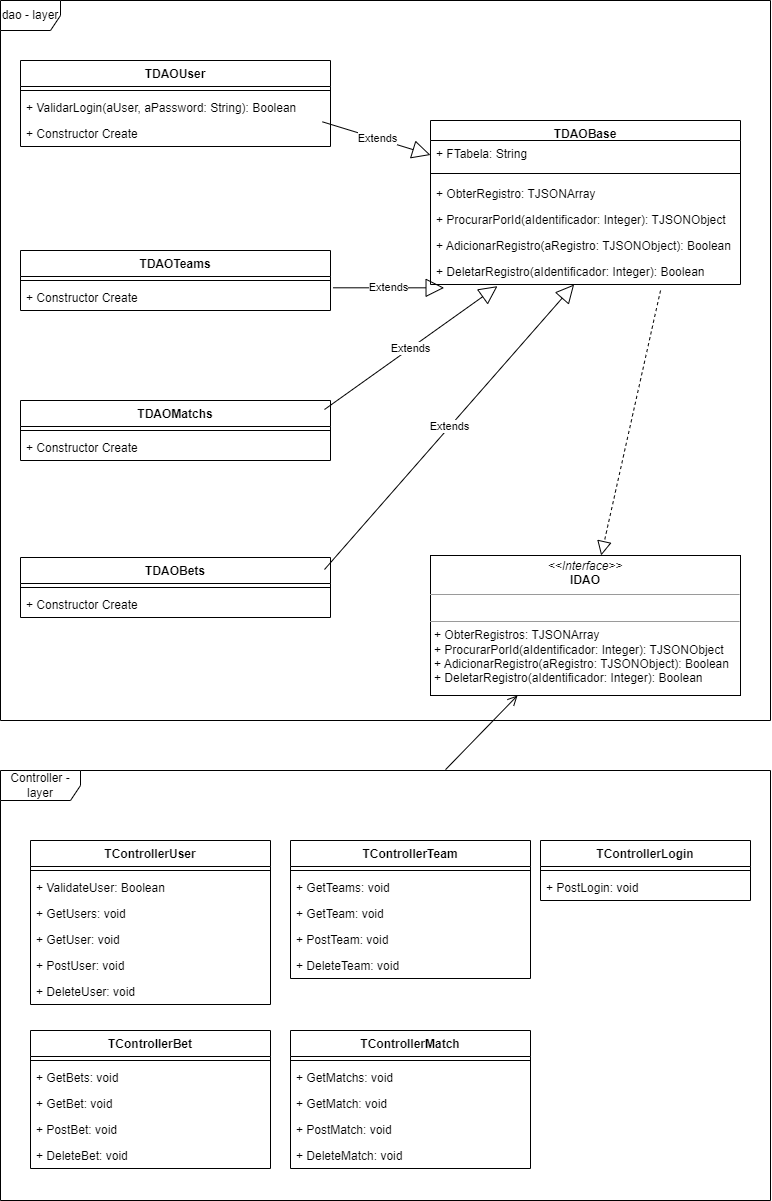 dao - layer
TDAOUser
+ ValidarLogin(aUser, aPassword: String): Boolean
+ Constructor Create
Extends
TDAOBase
+ FTabela: String
+ ObterRegistro: TJSONArray
+ ProcurarPorId(aIdentificador: Integer): TJSONObject
+ AdicionarRegistro(aRegistro: TJSONObject): Boolean
+ DeletarRegistro(aIdentificador: Integer): Boolean
TDAOTeams
+ Constructor Create
Extends
Extends
TDAOMatchs
+ Constructor Create
Extends
TDAOBets
+ Constructor Create
<<Interface>>
IDAO
+ ObterRegistros: TJSONArray
+ ProcurarPorId(aIdentificador: Integer): TJSONObject
+ AdicionarRegistro(aRegistro: TJSONObject): Boolean
+ DeletarRegistro(aIdentificador: Integer): Boolean
Controller -
layer
TControllerUser
+ ValidateUser: Boolean
+ GetUsers: void
+ GetUser: void
+ PostUser: void
+ DeleteUser: void
TControllerTeam
+ GetTeams: void
+ GetTeam: void
+ PostTeam: void
+ DeleteTeam: void
TControllerLogin
+ PostLogin: void
TControllerBet
+ GetBets: void
+ GetBet: void
+ PostBet: void
+ DeleteBet: void
TControllerMatch
+ GetMatchs: void
+ GetMatch: void
+ PostMatch: void
+ DeleteMatch: void